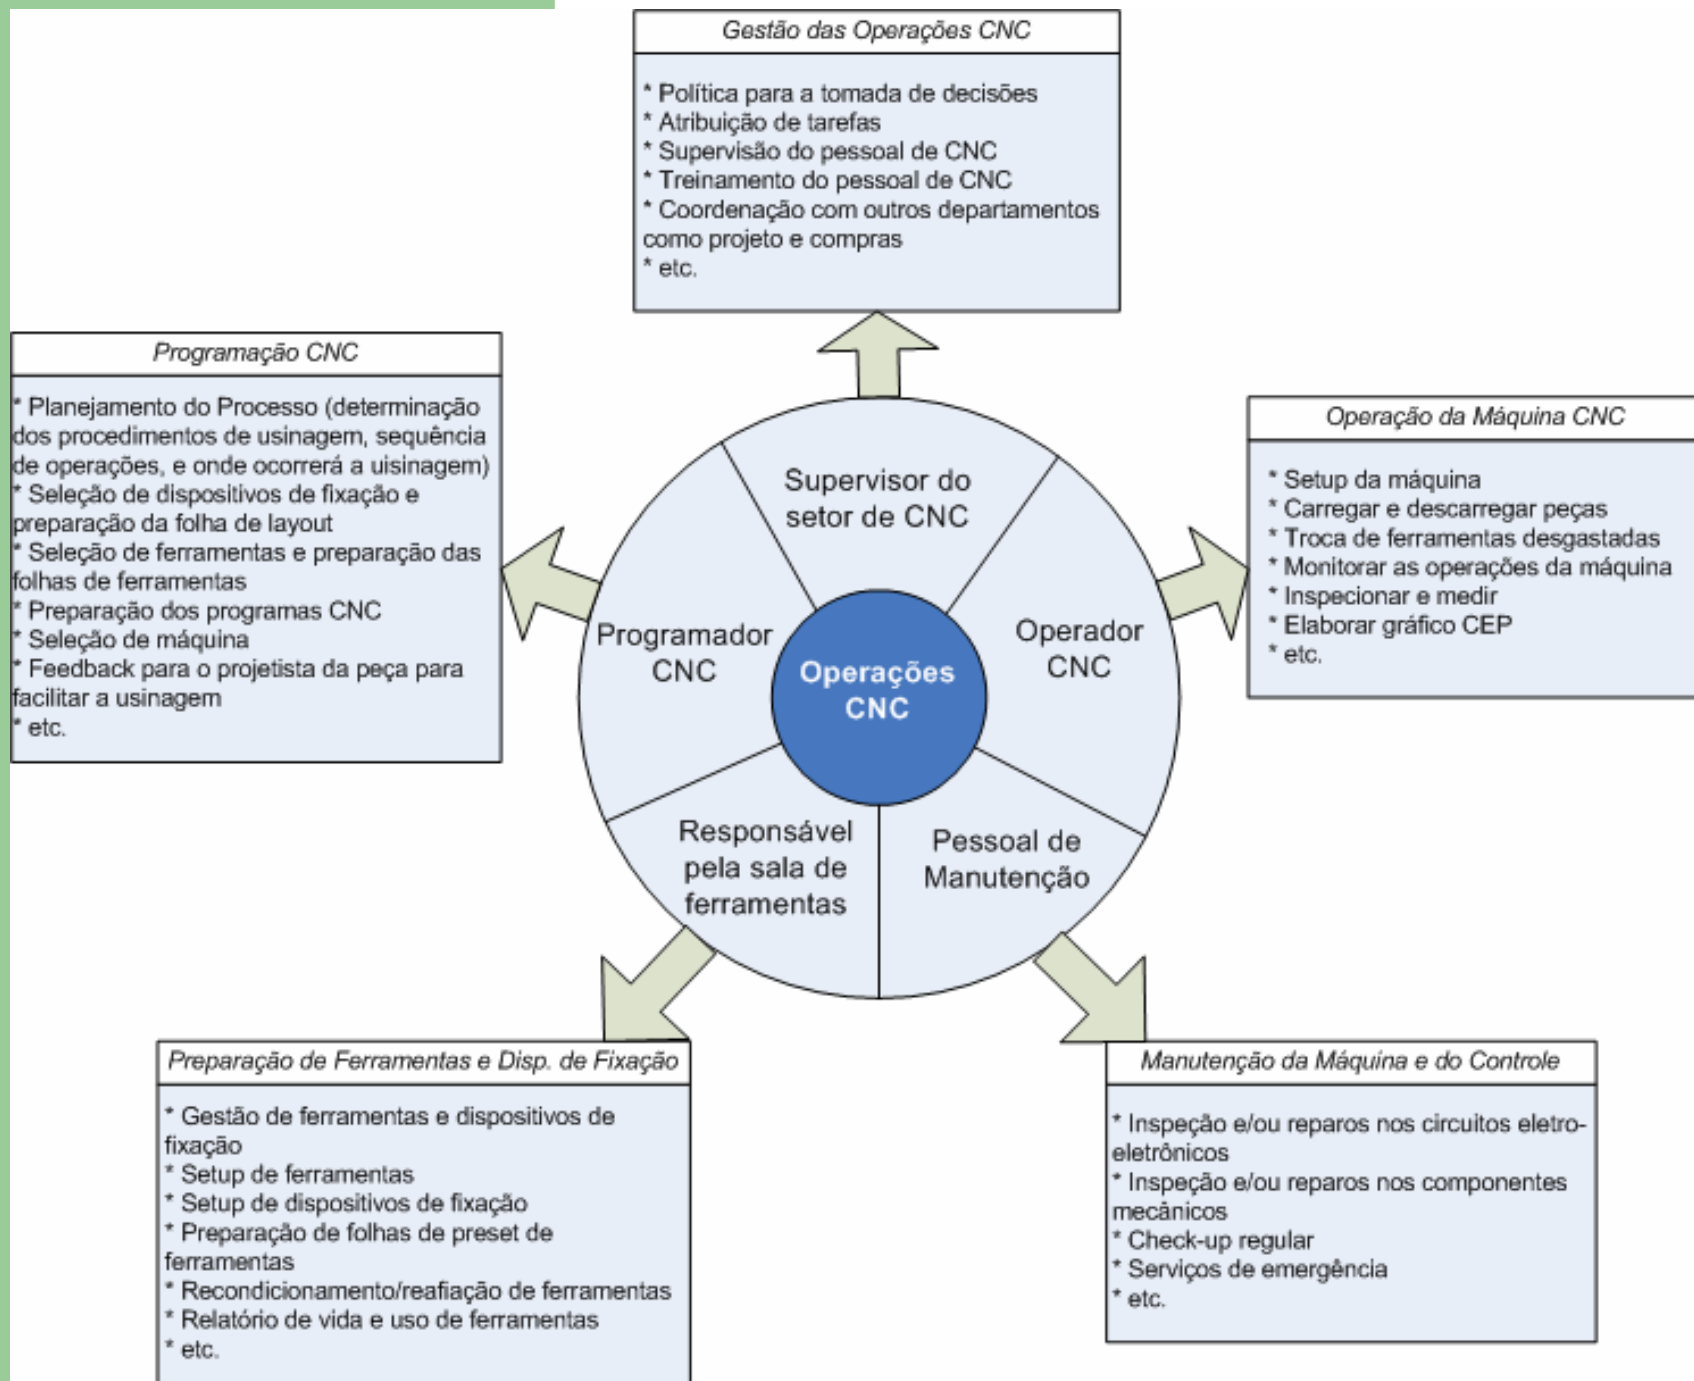 Gestão das Operações CNC
* Política para a tomada de decisões
* Atribuição de tarefas
* Supervisão do pessoal de CNC
* Treinamento do pessoal de CNC
* Coordenação com outros departamentos
como projeto e compras
* etc.
Programação CNC
* Planejamento do Processo (determinação
dos procedimentos de usinagem, sequência
de operações, e onde ocorrerá a uisinagem)
* Seleção de dispositivos de fixação e
preparação da folha de layout
* Seleção de ferramentas e preparação das
folhas de ferramentas
* Preparação dos programas CNC
* Seleção de máquina
* Feedback para o projetista da peça para
facilitar a usinagem
* etc.
Operação da Máquina CNC
* Setup da máquina
* Carregar e descarregar peças
* Troca de ferramentas desgastadas
* Monitorar as operações da máquina
* Inspecionar e medir
* Elaborar gráfico CEP
* etc.
Supervisor do
setor de CNC
Programador
CNC
Operações
CNC
Operador
CNC
Responsável
pela sala de
ferramentas
Pessoal de
Manutenção
Preparação de Ferramentas e Disp. de Fixação
* Gestão de ferramentas e dispositivos de
fixação
* Setup de ferramentas
* Setup de dispositivos de fixação
* Preparação de folhas de preset de
ferramentas
* Recondicionamento/reafiação de ferramentas
* Relatório de vida e uso de ferramentas
* etc.
Manutenção da Máquina e do Controle
* Inspeção e/ou reparos nos circuitos eletro-
eletrônicos
* Inspeção e/ou reparos nos componentes
mecânicos
* Check-up regular
* Serviços de emergência
* etc.